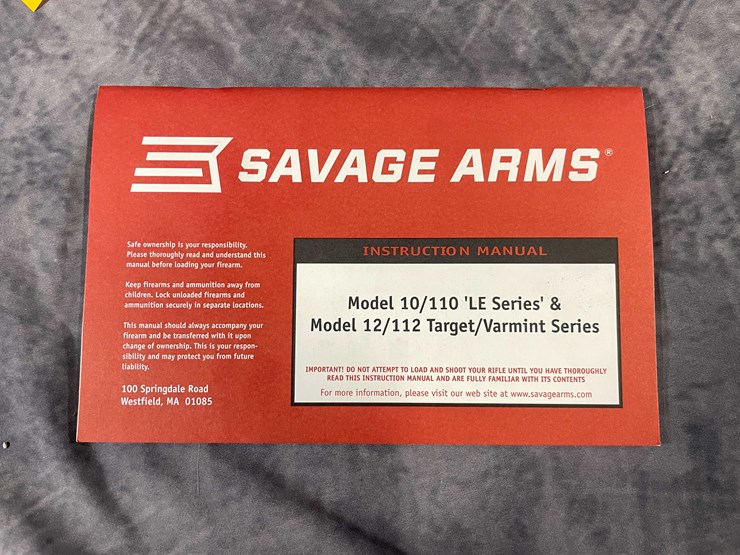 SAVAGE ARMS®
Safe ownership is your responsibility.
Please thoroughly read and understand this
manual before loading your firearm.
Keep firearms and ammunition away from
children. Lock unloaded firearms and
ammunition securely in separate locations.
This manual should always accompany your
firearm and be transferred with it upon
change of ownership. This is your respon-
sibility and may protect you from future
liability.
100 Springdale Road
Westfield, MA 01085
INSTRUCTION MANUAL
Model 10/110 'LE Series' &
Model 12/112 Target/Varmint Series
IMPORTANT! DO NOT ATTEMPT TO LOAD AND SHOOT YOUR RIFLE UNTIL YOU HAVE THOROUGHLY
READ THIS INSTRUCTION MANUAL AND ARE FULLY FAMILIAR WITH ITS CONTENTS
For more information, please visit our web site at www.savagearms.com